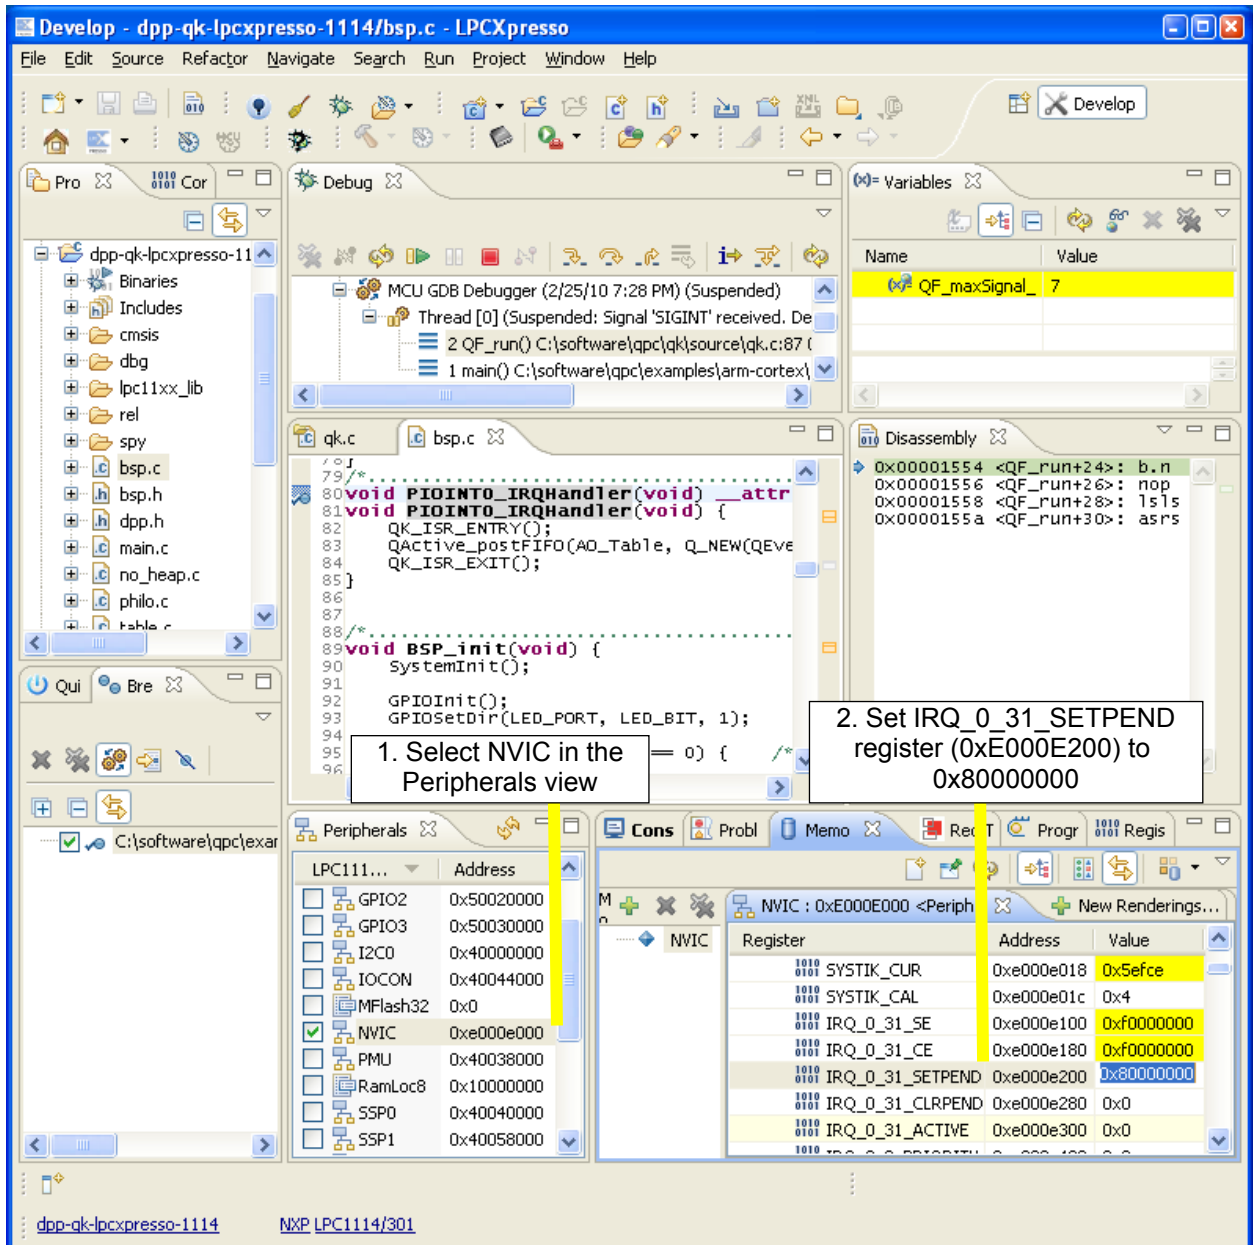 Develop - dpp-qk-lpcxpresso-1114/bsp.c - LPCXpresso
File Edit Source Refactor Navigate Search Run Project Window Help
Develop
Pro
Cor
dpp-qk-lpcxpresso-11
Binaries
Includes
cmsis
dbg
lpc11xx_lib
rel
spy
bsp.c
bsp.h
dpp.h
main.c
no_heap.c
philo.c
table.c
Debug
MCU GDB Debugger (2/25/10 7:28 PM) (Suspended)
Thread [0] (Suspended: Signal 'SIGINT' received. De
2 QF_run() C:\software\qpc\qk\source\qk.c:87 (
1 main() C:\software\qpc\examples\arm-cortex\
(x)= Variables
Name Value
QF_maxSignal_ 7
qk.c bsp.c
78 }
79 /*..........................................
80 void PIOINT0_IRQHandler(void) __attr
81 void PIOINT0_IRQHandler(void) {
82 QK_ISR_ENTRY();
83 QActive_postFIFO(AO_Table, Q_NEW(QEve
84 QK_ISR_EXIT();
85 }
86
87
88 /*..........................................
89 void BSP_init(void) {
90 SystemInit();
91
92 GPIOInit();
93 GPIOSetDir(LED_PORT, LED_BIT, 1);
94
95 == 0) { /*
96
Disassembly
0x00001554 <QF_run+24>: b.n
0x00001556 <QF_run+26>: nop
0x00001558 <QF_run+28>: lsls
0x0000155a <QF_run+30>: asrs
1. Select NVIC in the
Peripherals view
2. Set IRQ_0_31_SETPEND
register (0xE000E200) to
0x80000000
Qui Bre
C:\software\qpc\exar
Peripherals
LPC111... Address
GPIO2 0x50020000
GPIO3 0x50030000
I2C0 0x40000000
IOCON 0x40044000
MFlash32 0x0
NVIC 0xe000e000
PMU 0x40038000
RamLoc8 0x10000000
SSP0 0x40040000
SSP1 0x40058000
Cons Probl Memo Red T Progr Regis
NVIC
NVIC : 0xE000E000 <Periph New Renderings...
Register Address Value
SYSTIK_CUR 0xe000e018 0x5efce
SYSTIK_CAL 0xe000e01c 0x4
IRQ_0_31_SE 0xe000e100 0xf0000000
IRQ_0_31_CE 0xe000e180 0xf0000000
IRQ_0_31_SETPEND 0xe000e200 0x80000000
IRQ_0_31_CLRPEND 0xe000e280 0x0
IRQ_0_31_ACTIVE 0xe000e300 0x0
dpp-qk-lpcxpresso-1114 NXP LPC1114/301